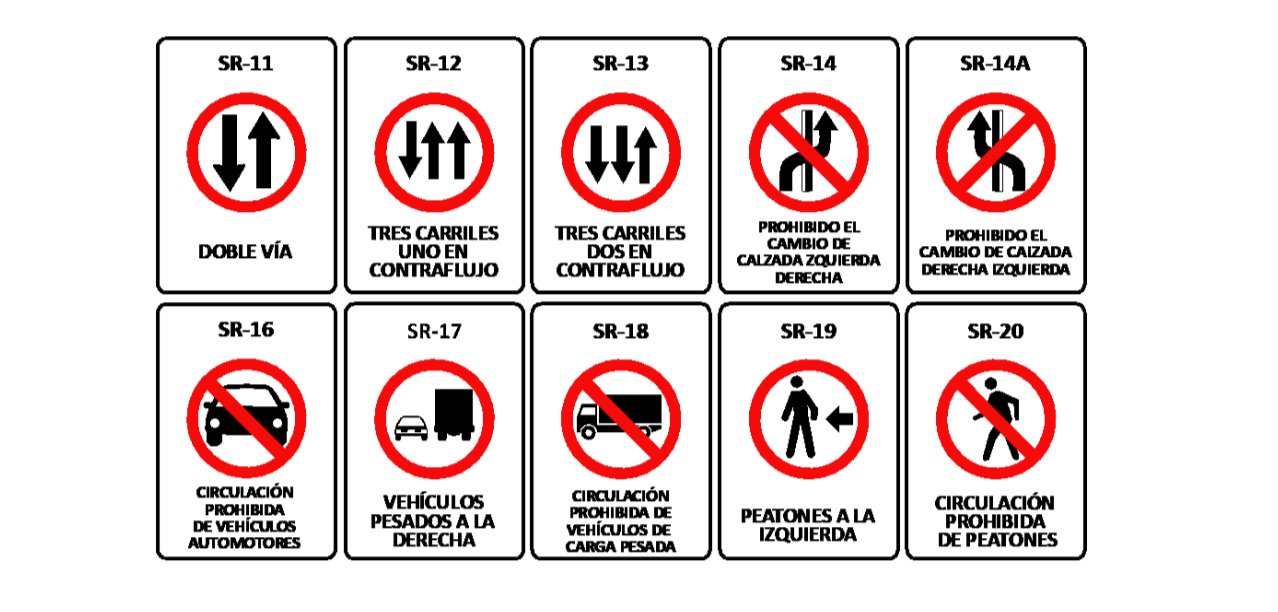 SR-11
DOBLE VÍA
SR-12
TRES CARRILES
UNO EN
CONTRAFLUJO
SR-13
TRES CARRILES
DOS EN
CONTRAFLUJO
SR-14
PROHIBIDO EL
CAMBIO DE
CALZADA ZQUIERDA
DERECHA
SR-14A
PROHIBIDO EL
CAMBIO DE CAIZADA
DERECHA IZQUIERDA
SR-16
CIRCULACIÓN
PROHIBIDA
DE VEHÍCULOS
AUTOMOTORES
SR-17
VEHÍCULOS
PESADOS A LA
DERECHA
SR-18
CIRCULACIÓN
PROHIBIDA DE
VEHÍCULOS DE
CARGA PESADA
SR-19
PEATONES A LA
IZQUIERDA
SR-20
CIRCULACIÓN
PROHIBIDA
DE PEATONES